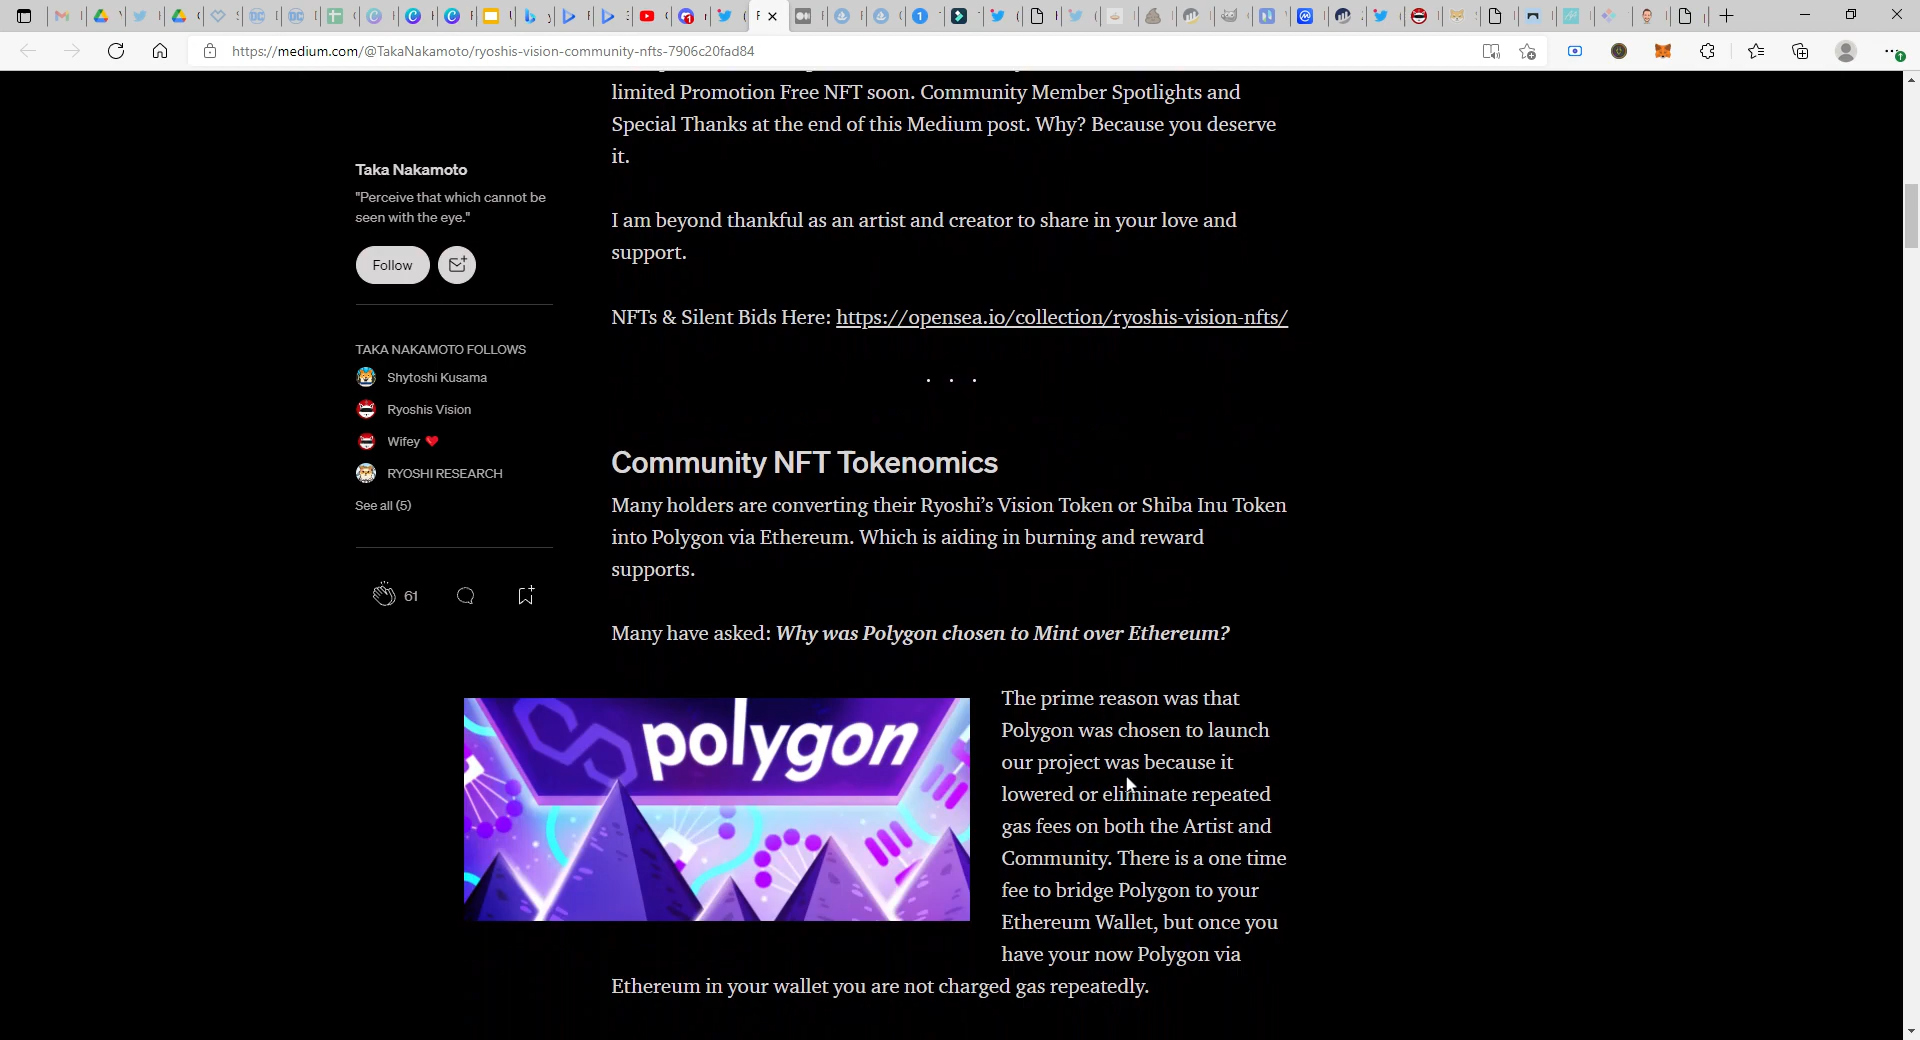 https://medium.com/@TakaNakamoto/ryoshis-vision-community-nfts-7906c20fad84
limited Promotion Free NFT soon. Community Member Spotlights and
Special Thanks at the end of this Medium post. Why? Because you deserve
it.
Taka Nakamoto
"Perceive that which cannot be
seen with the eye."
Follow
I am beyond thankful as an artist and creator to share in your love and
support.
NFTs & Silent Bids Here: https://opensea.io/collection/ryoshis-vision-nfts/
TAKA NAKAMOTO FOLLOWS
Shytoshi Kusama
Ryoshis Vision
Wifey ❤️
RYOSHI RESEARCH
See all (5)
61
. . .
Community NFT Tokenomics
Many holders are converting their Ryoshi’s Vision Token or Shiba Inu Token
into Polygon via Ethereum. Which is aiding in burning and reward
supports.
Many have asked: Why was Polygon chosen to Mint over Ethereum?
polygon
The prime reason was that
Polygon was chosen to launch
our project was because it
lowered or eliminate repeated
gas fees on both the Artist and
Community. There is a one time
fee to bridge Polygon to your
Ethereum Wallet, but once you
have your now Polygon via
Ethereum in your wallet you are not charged gas repeatedly.